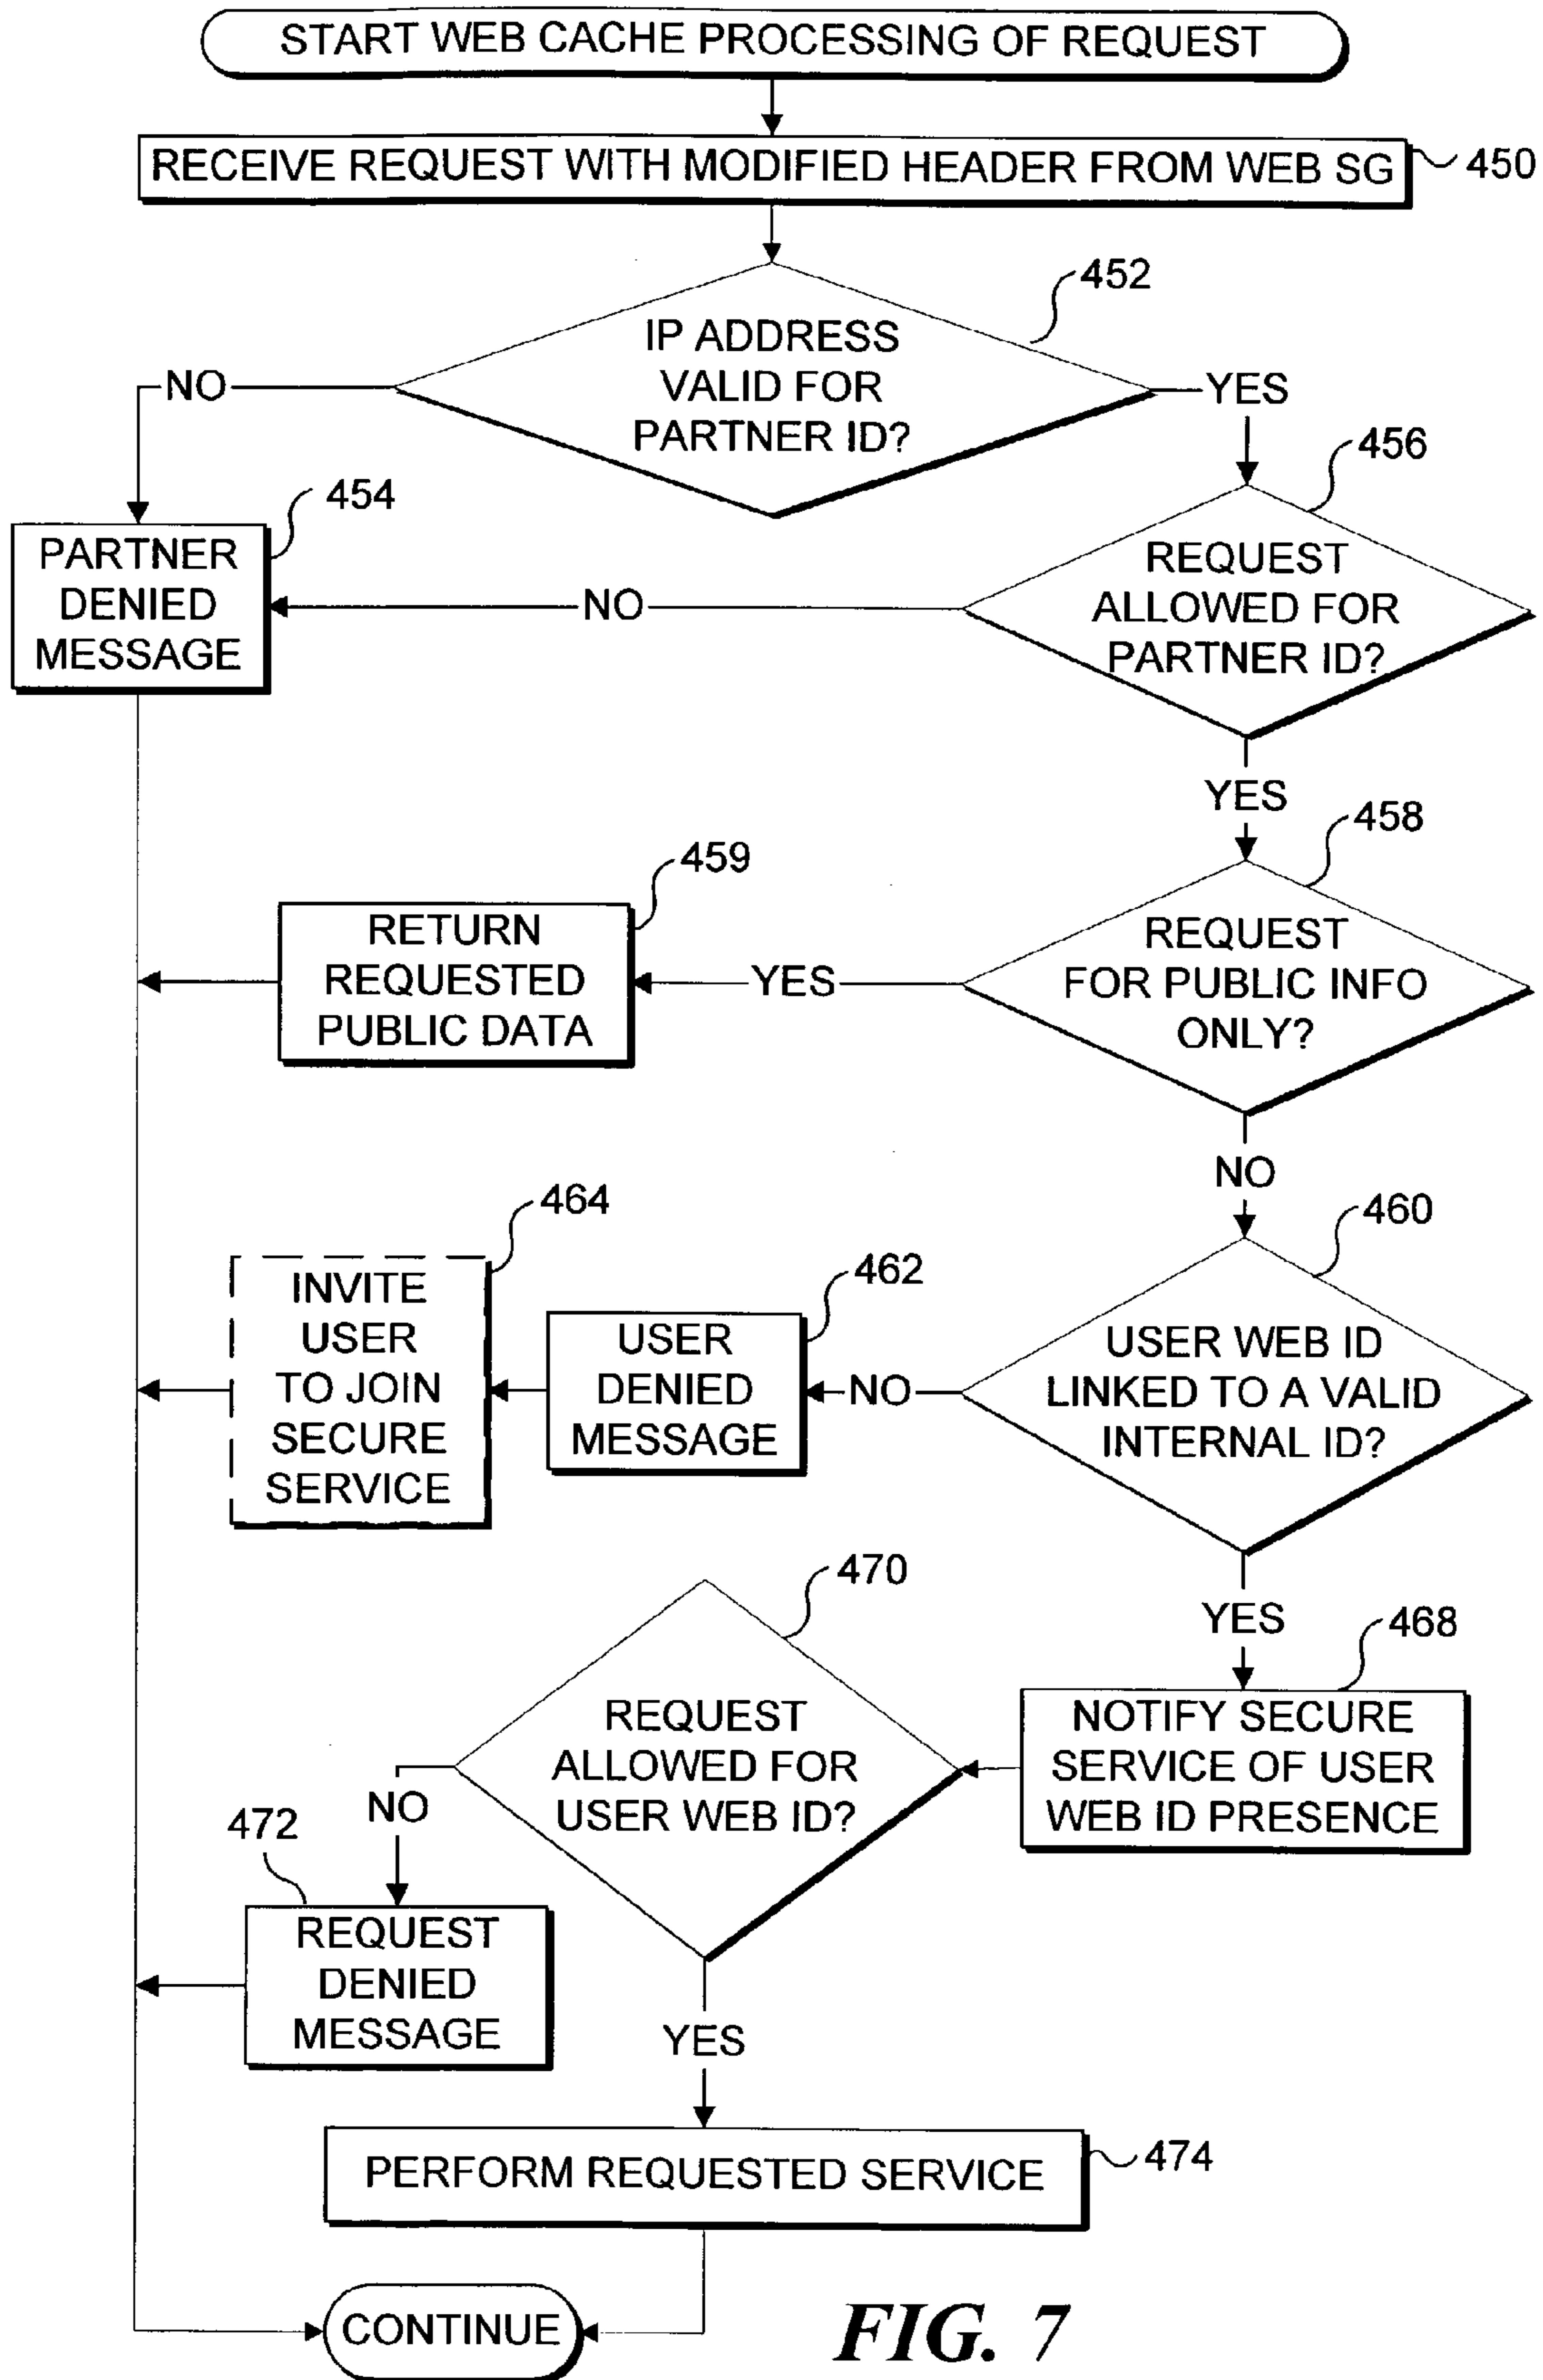 START WEB CACHE PROCESSING OF REQUEST
RECEIVE REQUEST WITH MODIFIED HEADER FROM WEB SG
450
452
IP ADDRESS
VALID FOR
PARTNER ID?
NO
YES
456
454
PARTNER
DENIED
MESSAGE
REQUEST
ALLOWED FOR
PARTNER ID?
NO
YES
458
459
RETURN
REQUESTED
PUBLIC DATA
YES
REQUEST
FOR PUBLIC INFO
ONLY?
NO
464
460
462
INVITE
USER
TO JOIN
SECURE
SERVICE
USER
DENIED
MESSAGE
NO
USER WEB ID
LINKED TO A VALID
INTERNAL ID?
470
YES
468
REQUEST
ALLOWED FOR
USER WEB ID?
NOTIFY SECURE
SERVICE OF USER
WEB ID PRESENCE
NO
472
REQUEST
DENIED
MESSAGE
YES
PERFORM REQUESTED SERVICE
474
CONTINUE
FIG. 7